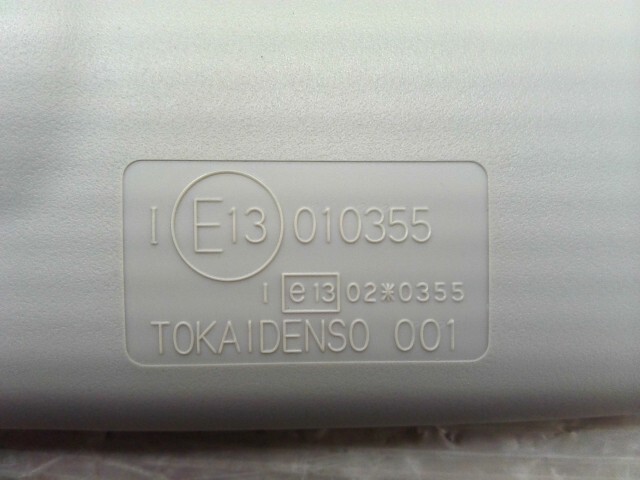 I E13 010355
I e13 02※0355
TOKAIDENSO 001